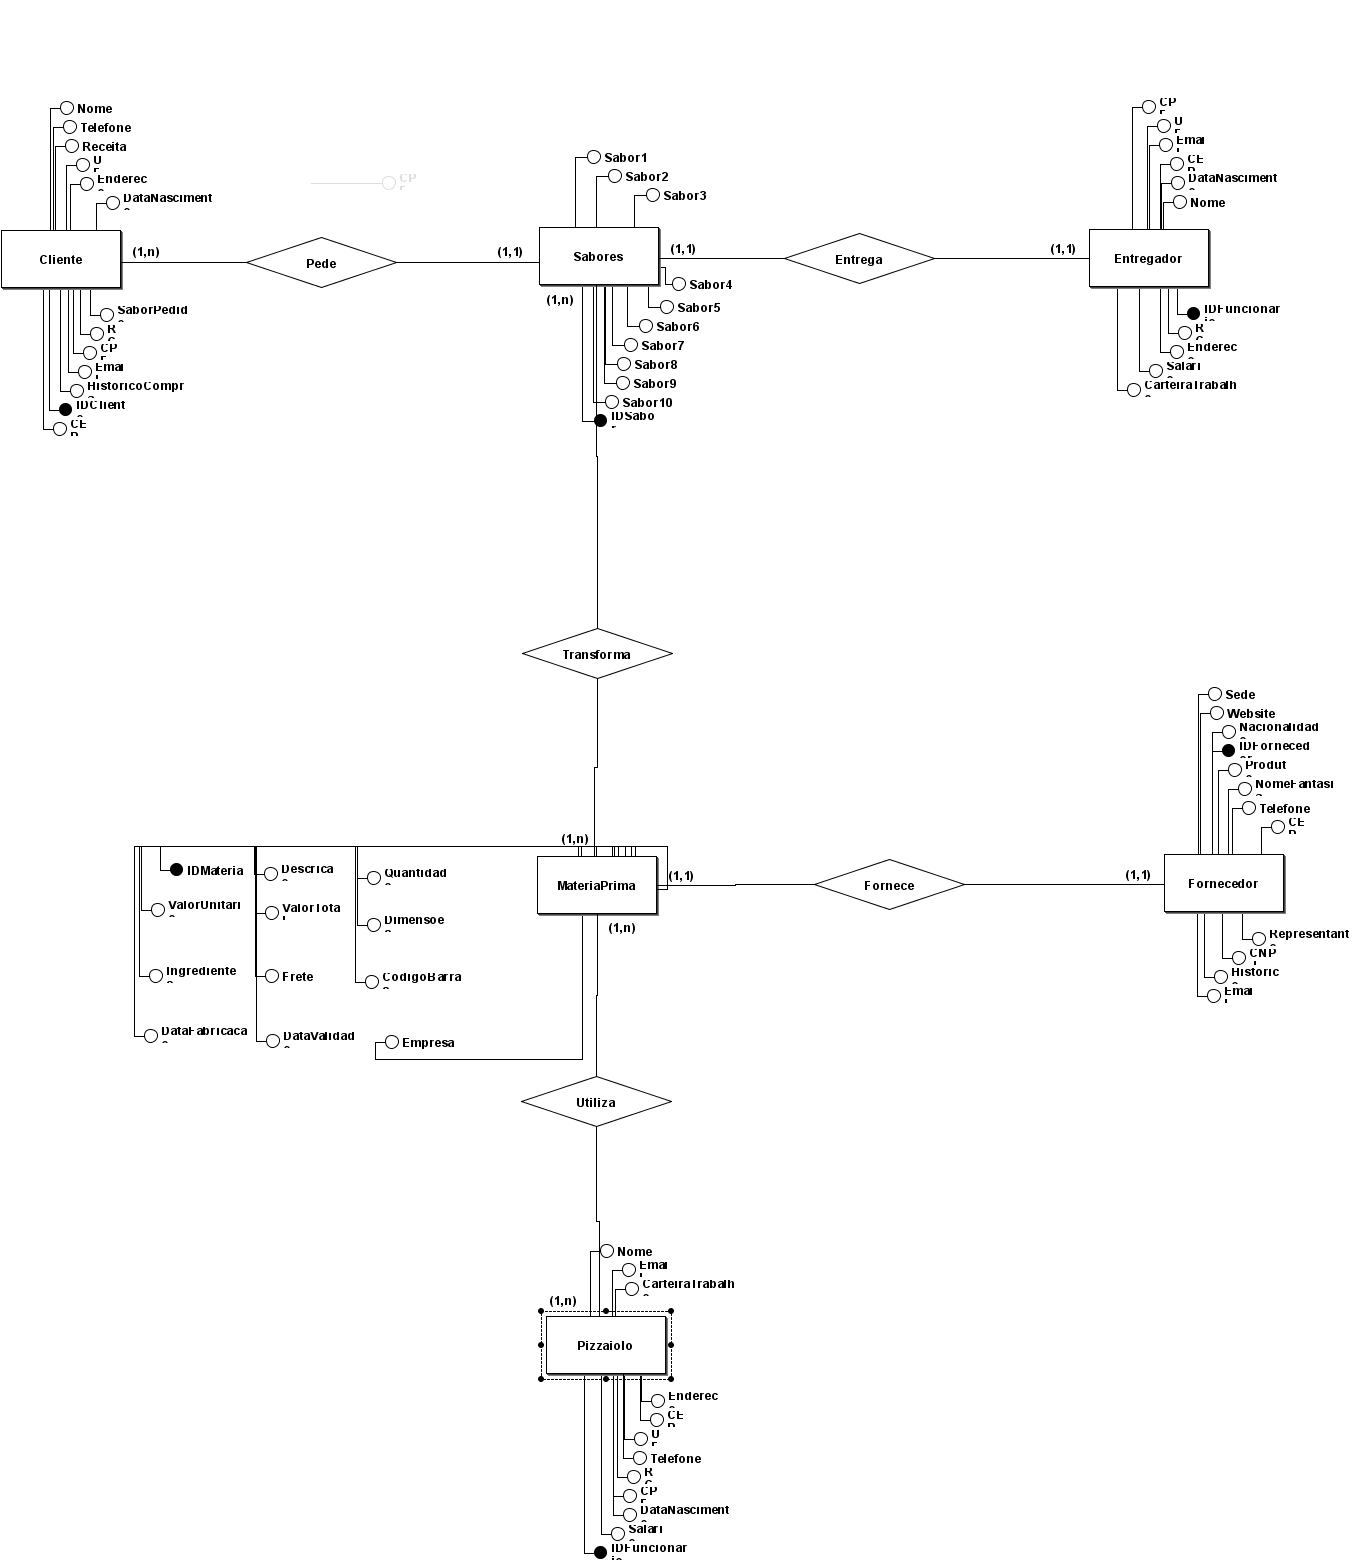 Nome
Telefone
Receita
U
F
Enderec
o
DataNasciment
o
Cliente
(1,n)
SaborPedid
o
R
G
CP
F
Emai
l
HistoricoCompr
a
IDClient
e
CE
P
CP
F
Pede
(1,1)
Sabor1
Sabor2
Sabor3
Sabores
(1,1)
(1,n)
Sabor4
Sabor5
Sabor6
Sabor7
Sabor8
Sabor9
Sabor10
IDSabo
r
Entrega
(1,1)
CP
F
U
F
Emai
l
CE
P
DataNasciment
o
Nome
Entregador
IDFuncionar
io
R
G
Enderec
o
Salari
o
CarteiraTrabalh
o
Transforma
(1,n)
MateriaPrima
(1,1)
(1,n)
IDMateria
Descrica
o
Quantidad
e
ValorUnitari
o
ValorTota
l
Dimensoe
s
Ingrediente
s
Frete
CodigoBarra
s
DataFabricaca
o
DataValidad
e
Empresa
Fornece
(1,1)
Sede
Website
Nacionalidad
e
IDForneced
or
Produt
o
NomeFantasi
a
Telefone
CE
P
Fornecedor
Representant
e
CNP
J
Historic
o
Emai
l
Utiliza
Nome
Emai
l
CarteiraTrabalh
o
(1,n)
Pizzaiolo
Enderec
o
CE
P
U
F
Telefone
R
G
CP
F
DataNasciment
o
Salari
o
IDFuncionar
io